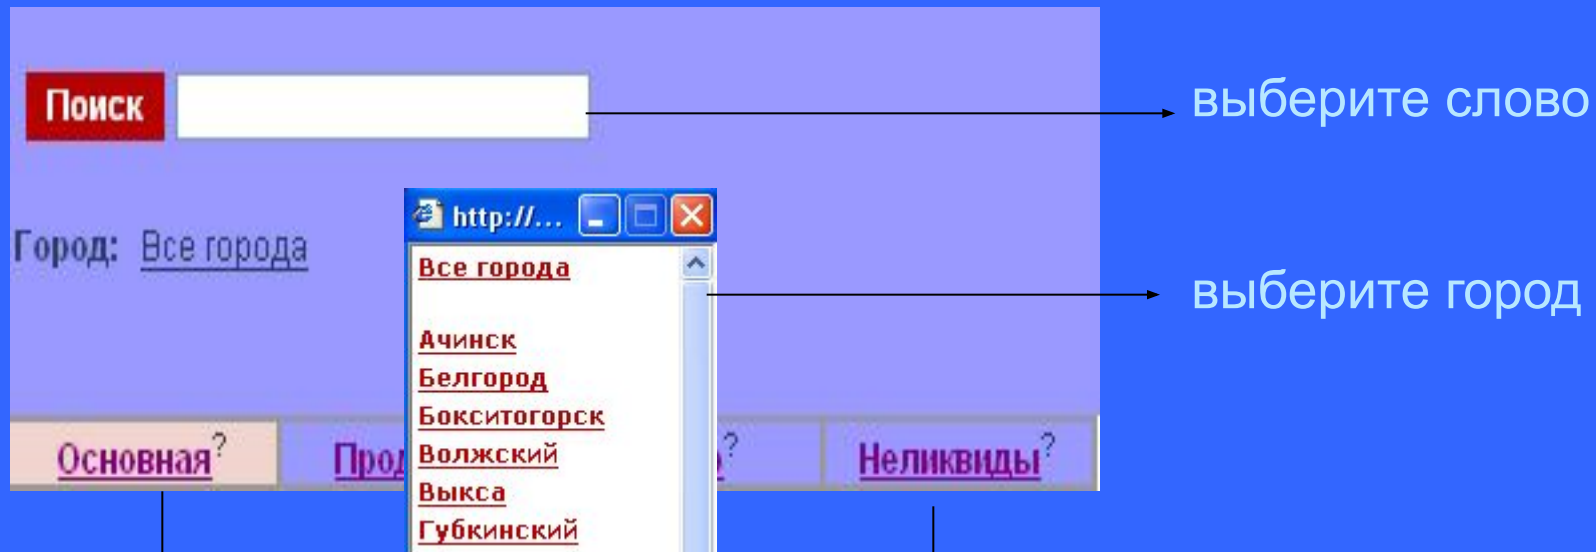 Поиск
выберите слово
http://...
Город: Все города
Все города
выберите город
Ачинск
Белгород
Бокситогорск
Волжский
Выкса
Губкинский
Основная?
?
Неликвиды?